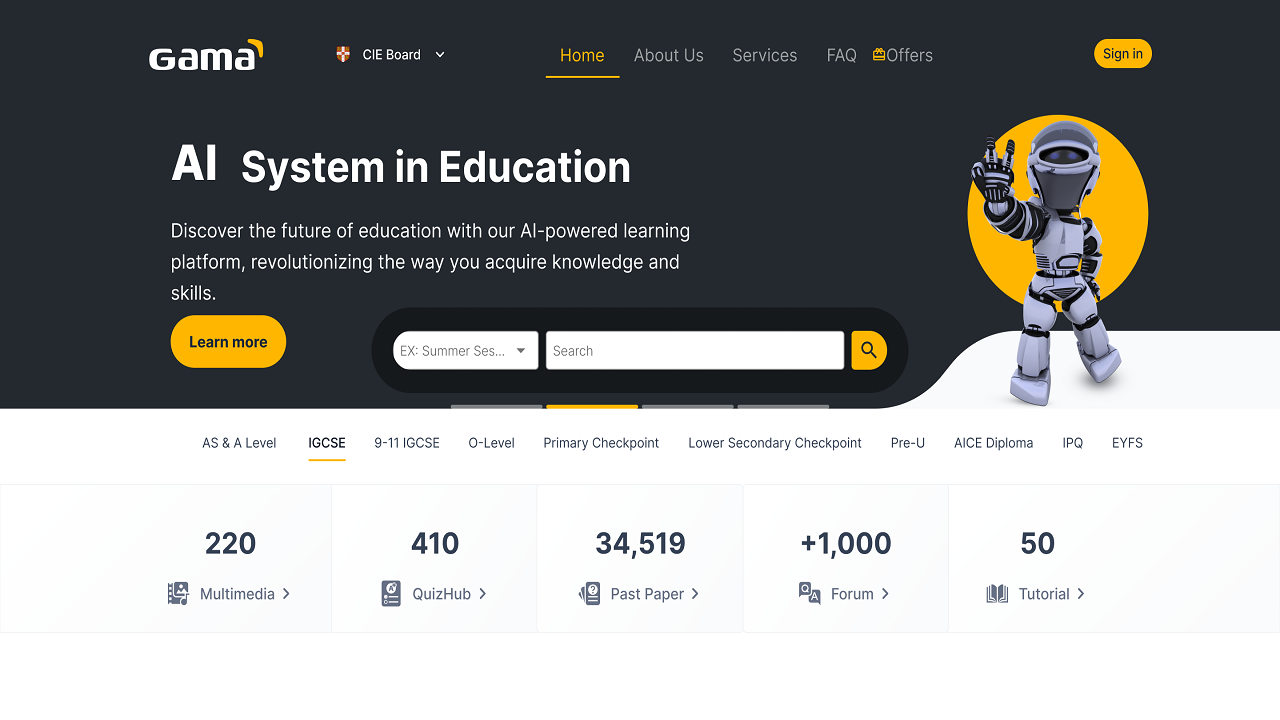 Gama
CIE Board
Home
About Us
Services
FAQ
Offers
Sign in
AI System in Education
Discover the future of education with our AI-powered learning
platform, revolutionizing the way you acquire knowledge and
skills.
Learn more
EX: Summer Ses...
Search
AS & A Level
IGCSE
9-11 IGCSE
O-Level
Primary Checkpoint
Lower Secondary Checkpoint
Pre-U
AICE Diploma
IPQ
EYFS
220
Multimedia
410
QuizHub
34,519
Past Paper
+1,000
Forum
50
Tutorial